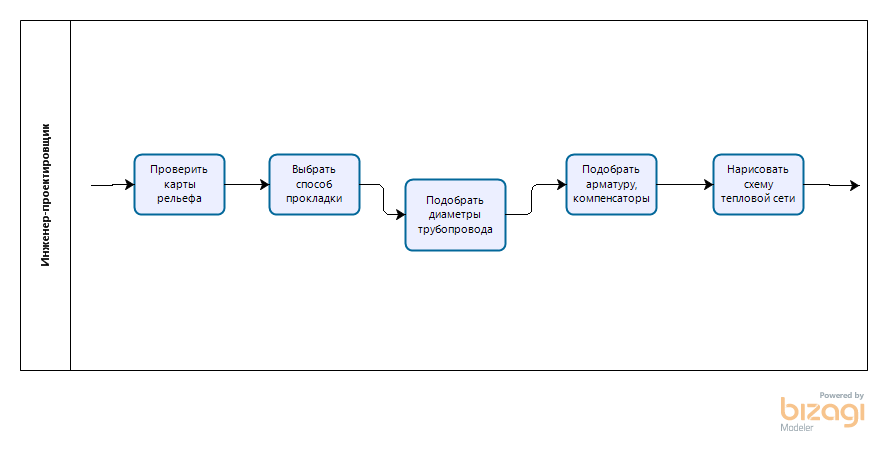 Инженер-проектировщик
Проверить
карты
рельефа
Выбрать
способ
прокладки
Подобрать
диаметры
трубопровода
Подобрать
арматуру,
компенсаторы
Нарисовать
схему
тепловой сети
Powered by
bizagi
Modeler